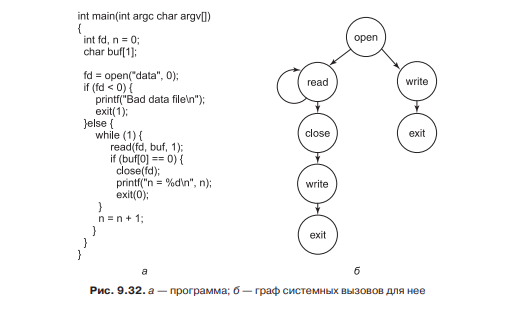 int main(int argc char argv[])
{
int fd, n = 0;
char buf[1];
fd = open("data", 0);
if (fd < 0) {
printf("Bad data file\n");
exit(1);
}else {
while (1) {
read(fd, buf, 1);
if (buf[0] == 0) {
close(fd);
printf("n = %d\n", n);
exit(0);
}
n = n + 1;
}
}
}
а
open
read
write
close
exit
write
exit
б
Рис. 9.32. а — программа; б — граф системных вызовов для нее